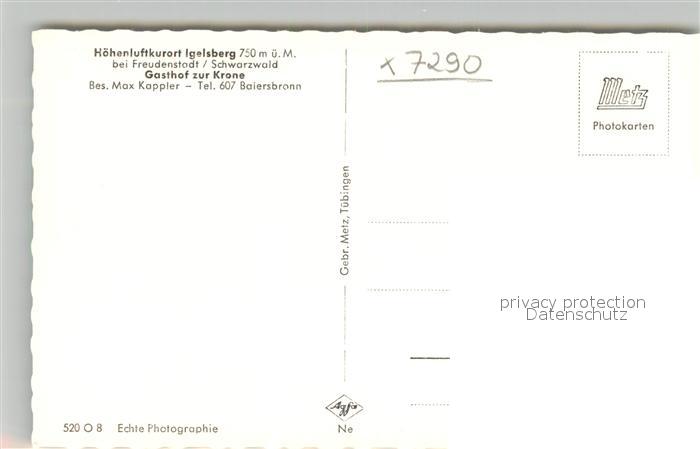 Höhenluftkurort Igelsberg 750 m ü. M.
bei Freudenstadt / Schwarzwald
Gasthof zur Krone
Bes. Max Kappler – Tel. 607 Baiersbronn
x 7290
Metz
Photokarten
Gebr. Metz, Tübingen
privacy protection
Datenschutz
Agfa
520 O 8 Echte Photographie
Ne